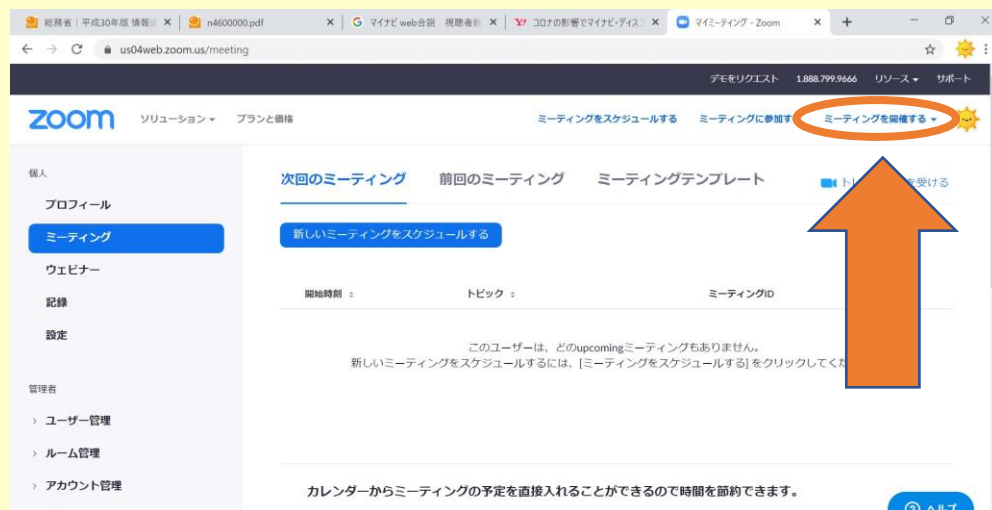 総務省｜平成30年版 情報
n4600000.pdf
マイナビ web合説 視聴者
コロナの影響でマイナビ・ディス
マイミーティング - Zoom
us04web.zoom.us/meeting
デモをリクエスト 1.888.799.9666 リソース サポート
zoom ソリューション プランと価格 ミーティングをスケジュールする ミーティングに参加す ミーティングを開催する
個人
プロフィール
ミーティング
ウェビナー
記録
設定
管理者
ユーザー管理
ルーム管理
アカウント管理
次回のミーティング 前回のミーティング ミーティングテンプレート を受ける
新しいミーティングをスケジュールする
開始時刻 トピック ミーティングID
このユーザーは、どのupcomingミーティングもありません。
新しいミーティングをスケジュールするには、[ミーティングをスケジュールする] をクリックしてくだ
カレンダーからミーティングの予定を直接入れることができるので時間を節約できます。
ヘルプ